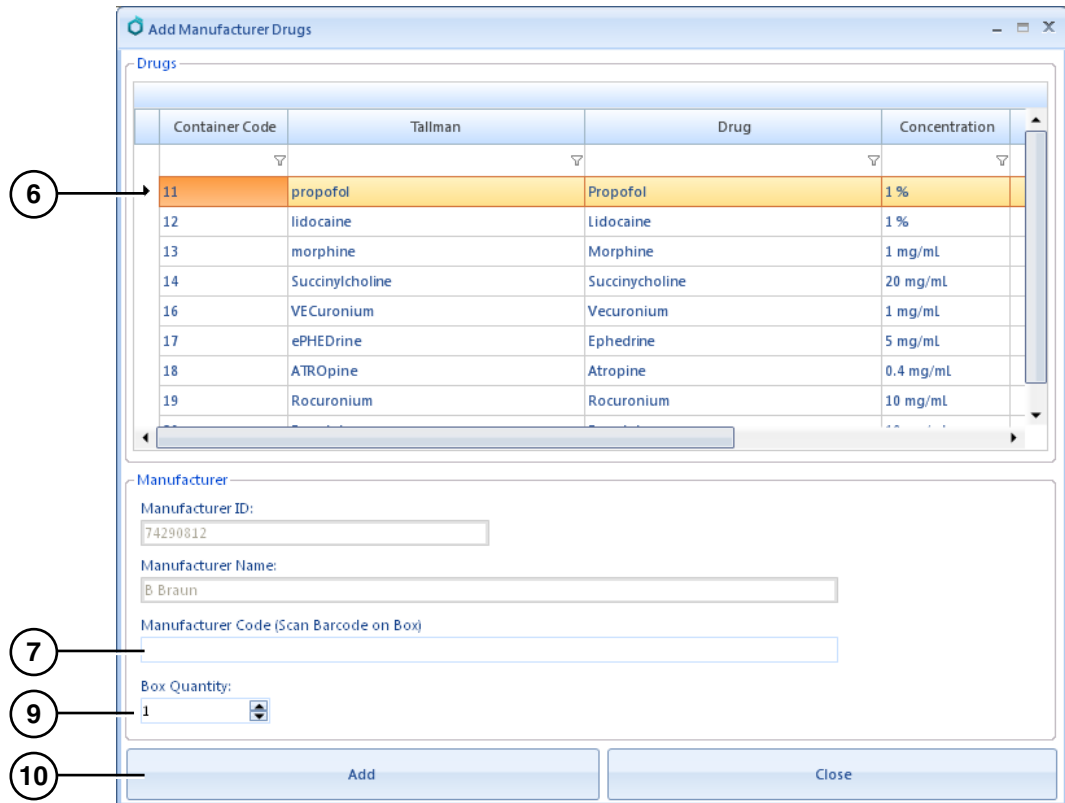 Add Manufacturer Drugs
Drugs
Container Code Tallman Drug Concentration
6
11 propofol Propofol 1 %
12 lidocaine Lidocaine 1 %
13 morphine Morphine 1 mg/mL
14 Succinylcholine Succinycholine 20 mg/mL
16 VECuronium Vecuronium 1 mg/mL
17 ePHEDrine Ephedrine 5 mg/mL
18 ATROpine Atropine 0.4 mg/mL
19 Rocuronium Rocuronium 10 mg/mL
Manufacturer
Manufacturer ID:
74290812
Manufacturer Name:
B Braun
Manufacturer Code (Scan Barcode on Box)
7
Box Quantity:
9 1
10 Add Close